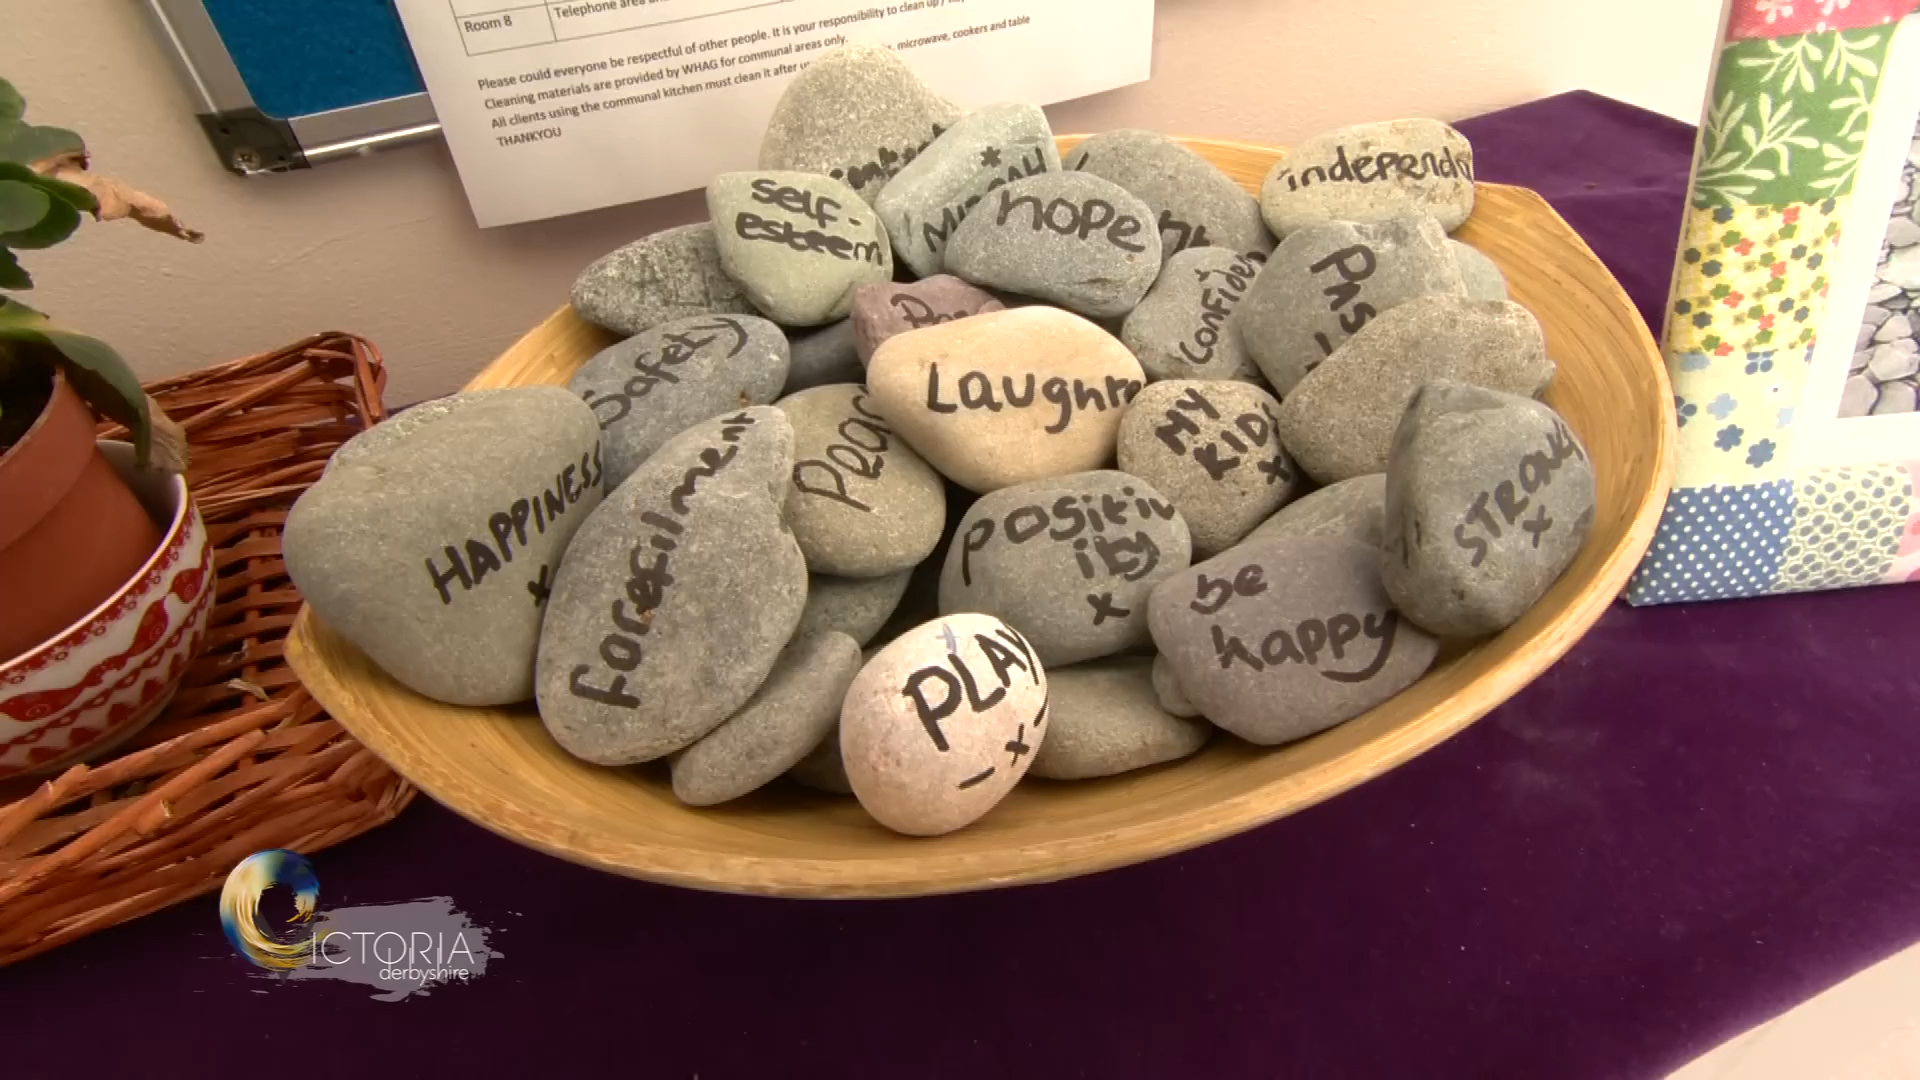 Room 8
Telephone area
Please could everyone be respectful of other people. It is your responsibility to clean up
Cleaning materials are provided by WHAG for communal areas only.
microwave, cookers and table
All clients using the communal kitchen must clean it after
THANKYOU
independ
self-
esteem
hope
Confiden
Safety
Laughte
Peac
MY
KIDS
x
HAPPINESS
x
forefilment
positiv
ity
x
STRONG
x
be
happy
PLAY
x
ICTORIA
derbyshire